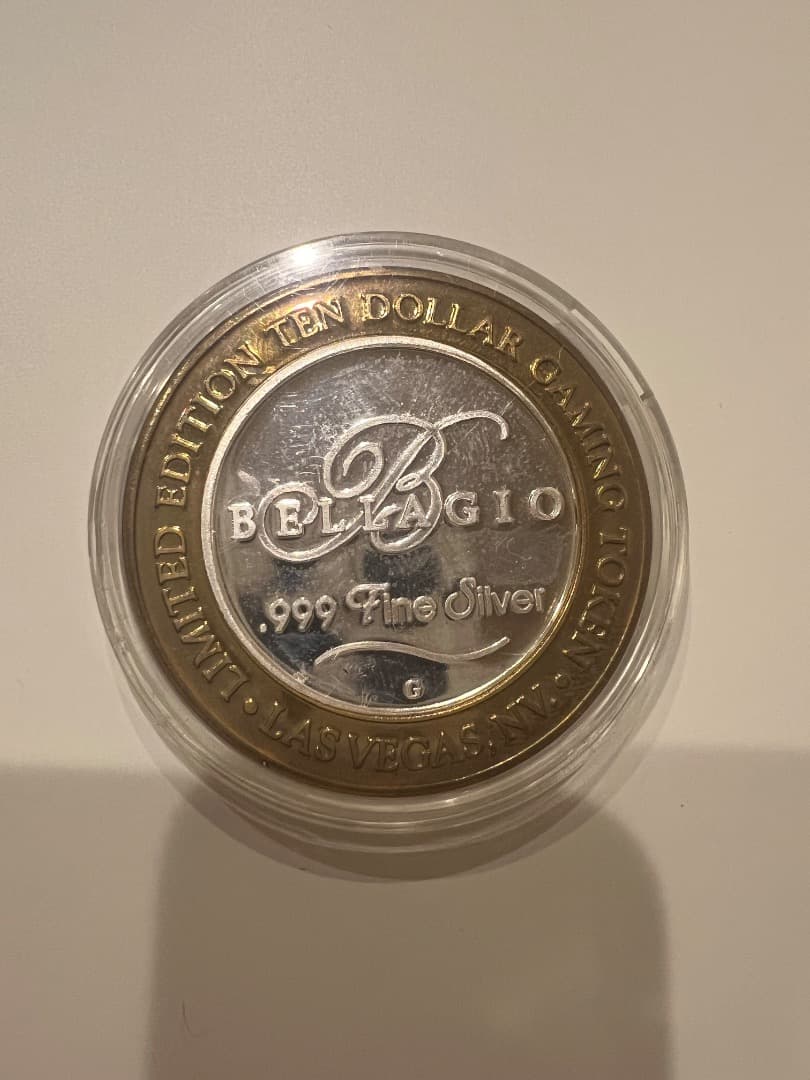 • LIMITED EDITION TEN DOLLAR GAMING TOKEN •
B
BELLAGIO
.999 Fine Silver
G
LAS VEGAS, NV.